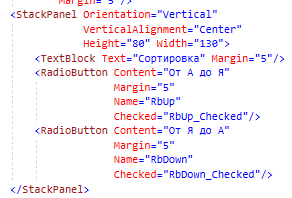 Margin="5"/>
<StackPanel Orientation="Vertical"
VerticalAlignment="Center"
Height="80" Width="130">
<TextBlock Text="Сортировка" Margin="5"/>
<RadioButton Content="От А до Я"
Margin="5"
Name="RbUp"
Checked="RbUp_Checked"/>
<RadioButton Content="От Я до А"
Margin="5"
Name="RbDown"
Checked="RbDown_Checked"/>
</StackPanel>